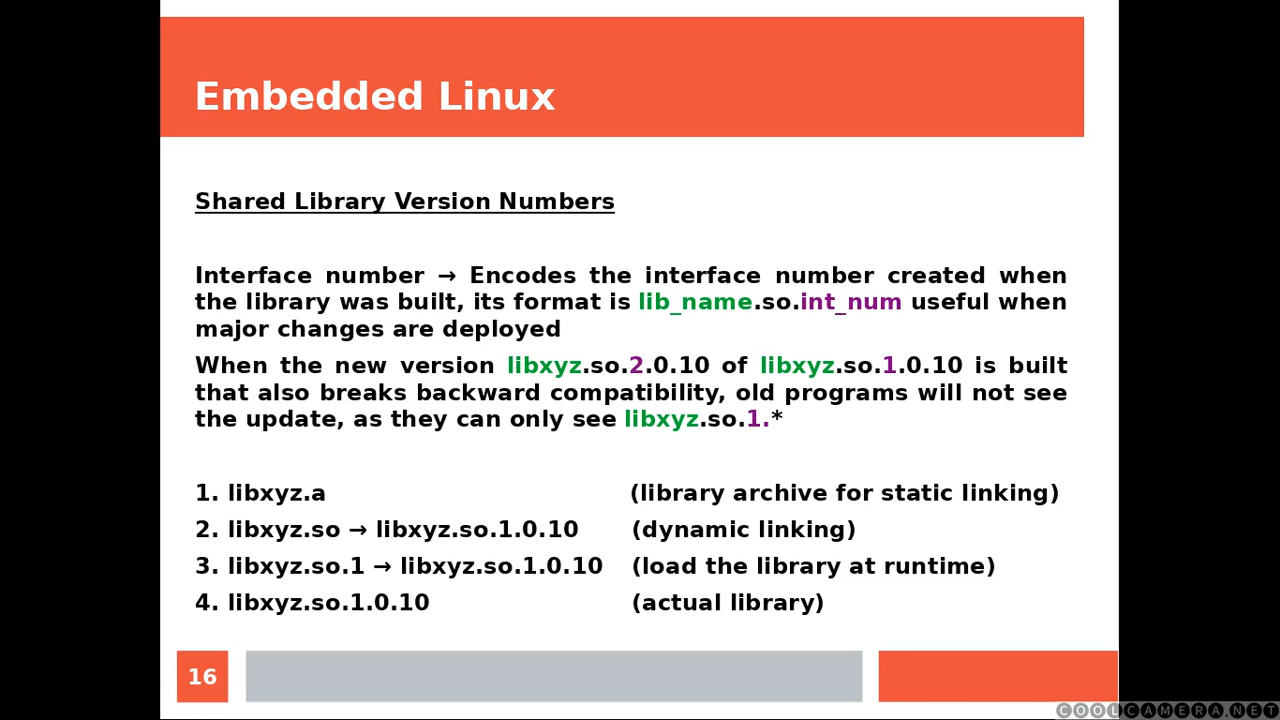 Embedded Linux
Shared Library Version Numbers
Interface number → Encodes the interface number created when
the library was built, its format is lib_name.so.int_num useful when
major changes are deployed
When the new version libxyz.so.2.0.10 of libxyz.so.1.0.10 is built
that also breaks backward compatibility, old programs will not see
the update, as they can only see libxyz.so.1.*
1. libxyz.a (library archive for static linking)
2. libxyz.so → libxyz.so.1.0.10 (dynamic linking)
3. libxyz.so.1 → libxyz.so.1.0.10 (load the library at runtime)
4. libxyz.so.1.0.10 (actual library)
16
COOLCAMERA.NET